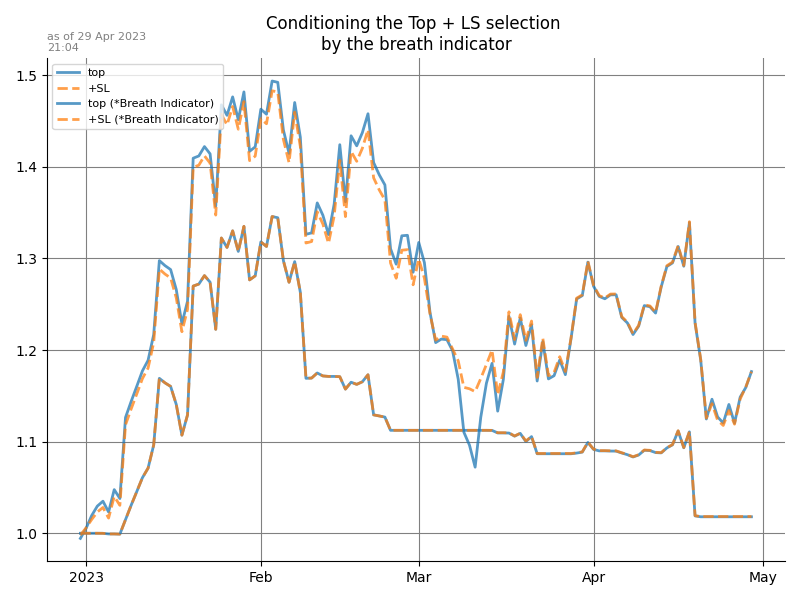 Conditioning the Top + LS selection
by the breath indicator
as of 29 Apr 2023
21:04
top
+SL
top (*Breath Indicator)
+SL (*Breath Indicator)
1.5
1.4
1.3
1.2
1.1
1.0
2023 Feb Mar Apr May